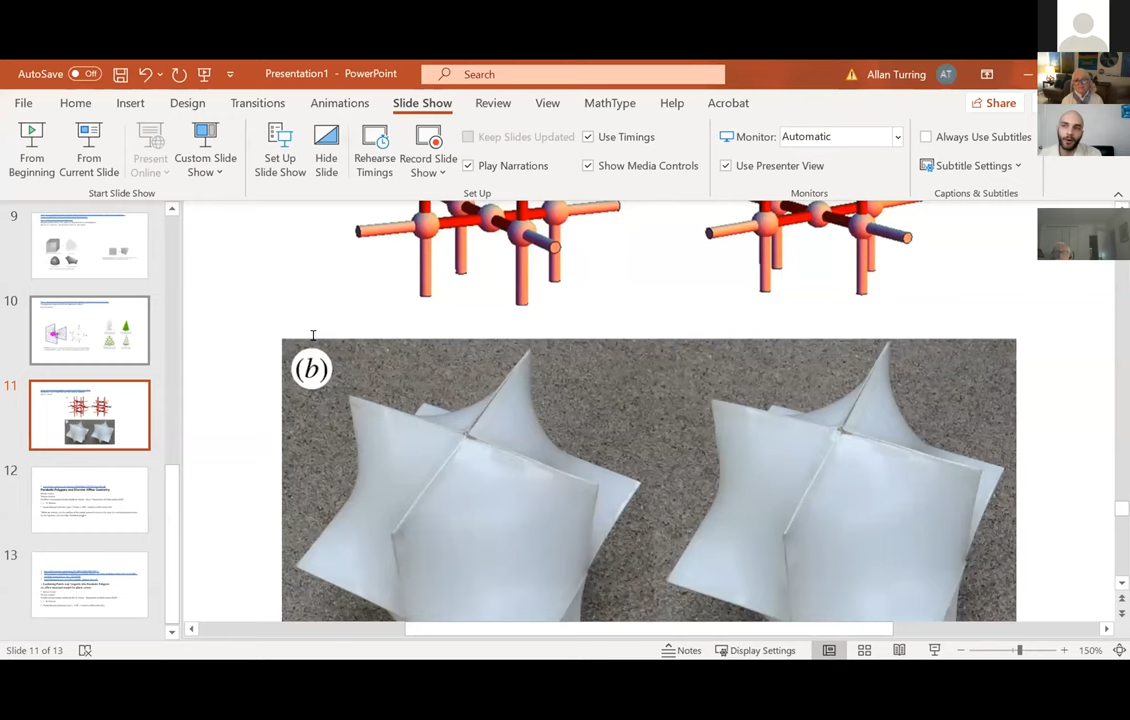 AutoSave Off Presentation1 - PowerPoint Search Allan Turing AT
File Home Insert Design Transitions Animations Slide Show Review View MathType Help Acrobat Share
From Beginning
From Current Slide
Present Online
Custom Slide Show
Set Up Slide Show
Hide Slide
Rehearse Timings
Record Slide Show
Keep Slides Updated
Play Narrations
Use Timings
Show Media Controls
Monitor: Automatic
Use Presenter View
Always Use Subtitles
Subtitle Settings
Start Slide Show Set Up Monitors Captions & Subtitles
9
10
11
12
13
(b)
Slide 11 of 13 Notes Display Settings 150%